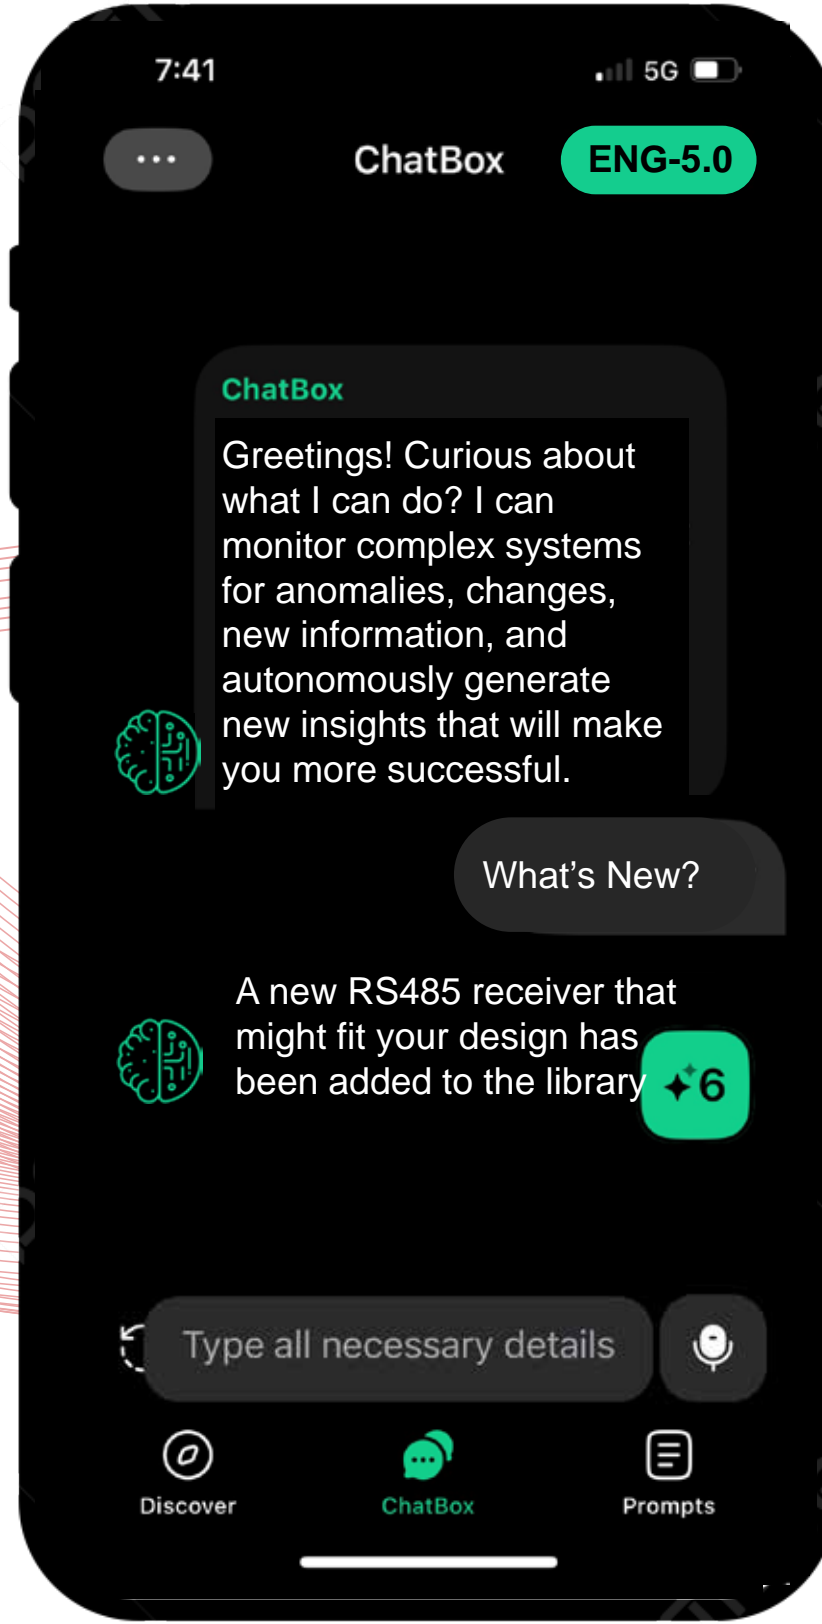 7:41
5G
...
ChatBox
ENG-5.0
ChatBox
Greetings! Curious about
what I can do? I can
monitor complex systems
for anomalies, changes,
new information, and
autonomously generate
new insights that will make
you more successful.
What’s New?
A new RS485 receiver that
might fit your design has
been added to the library
6
Type all necessary details
Discover
ChatBox
Prompts